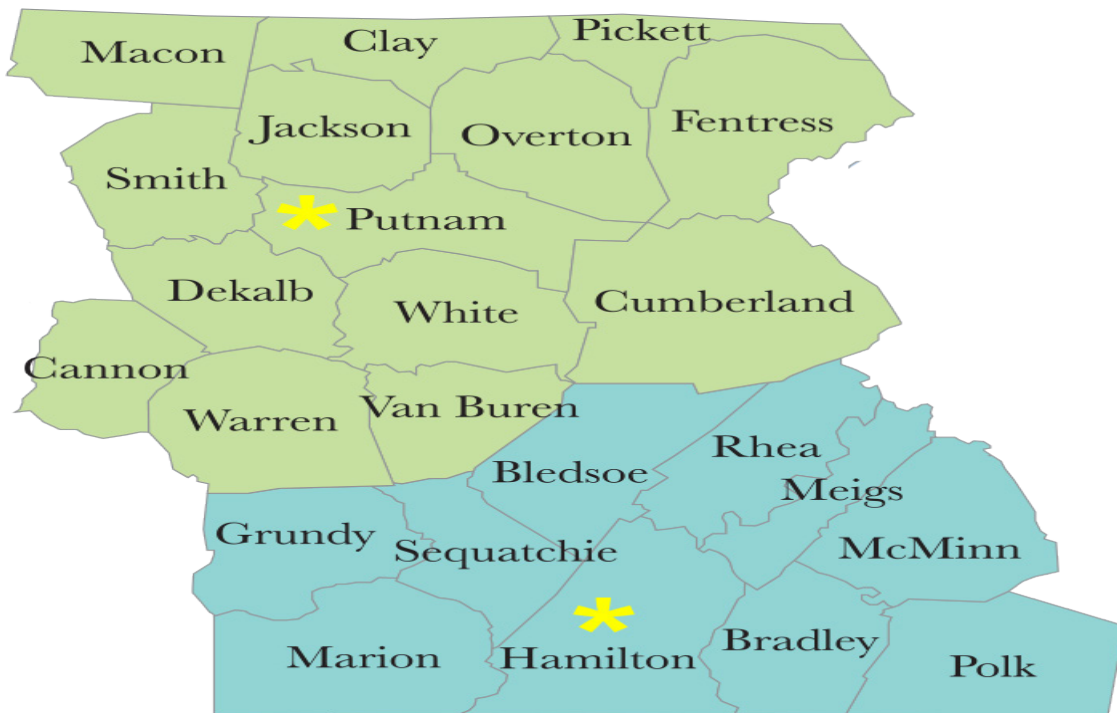 Macon
Clay
Pickett
Jackson
Overton
Fentress
Smith
* Putnam
Dekalb
White
Cumberland
Cannon
Warren
Van Buren
Bledsoe
Rhea
Meigs
Grundy
Sequatchie
McMinn
*
Marion
Hamilton
Bradley
Polk